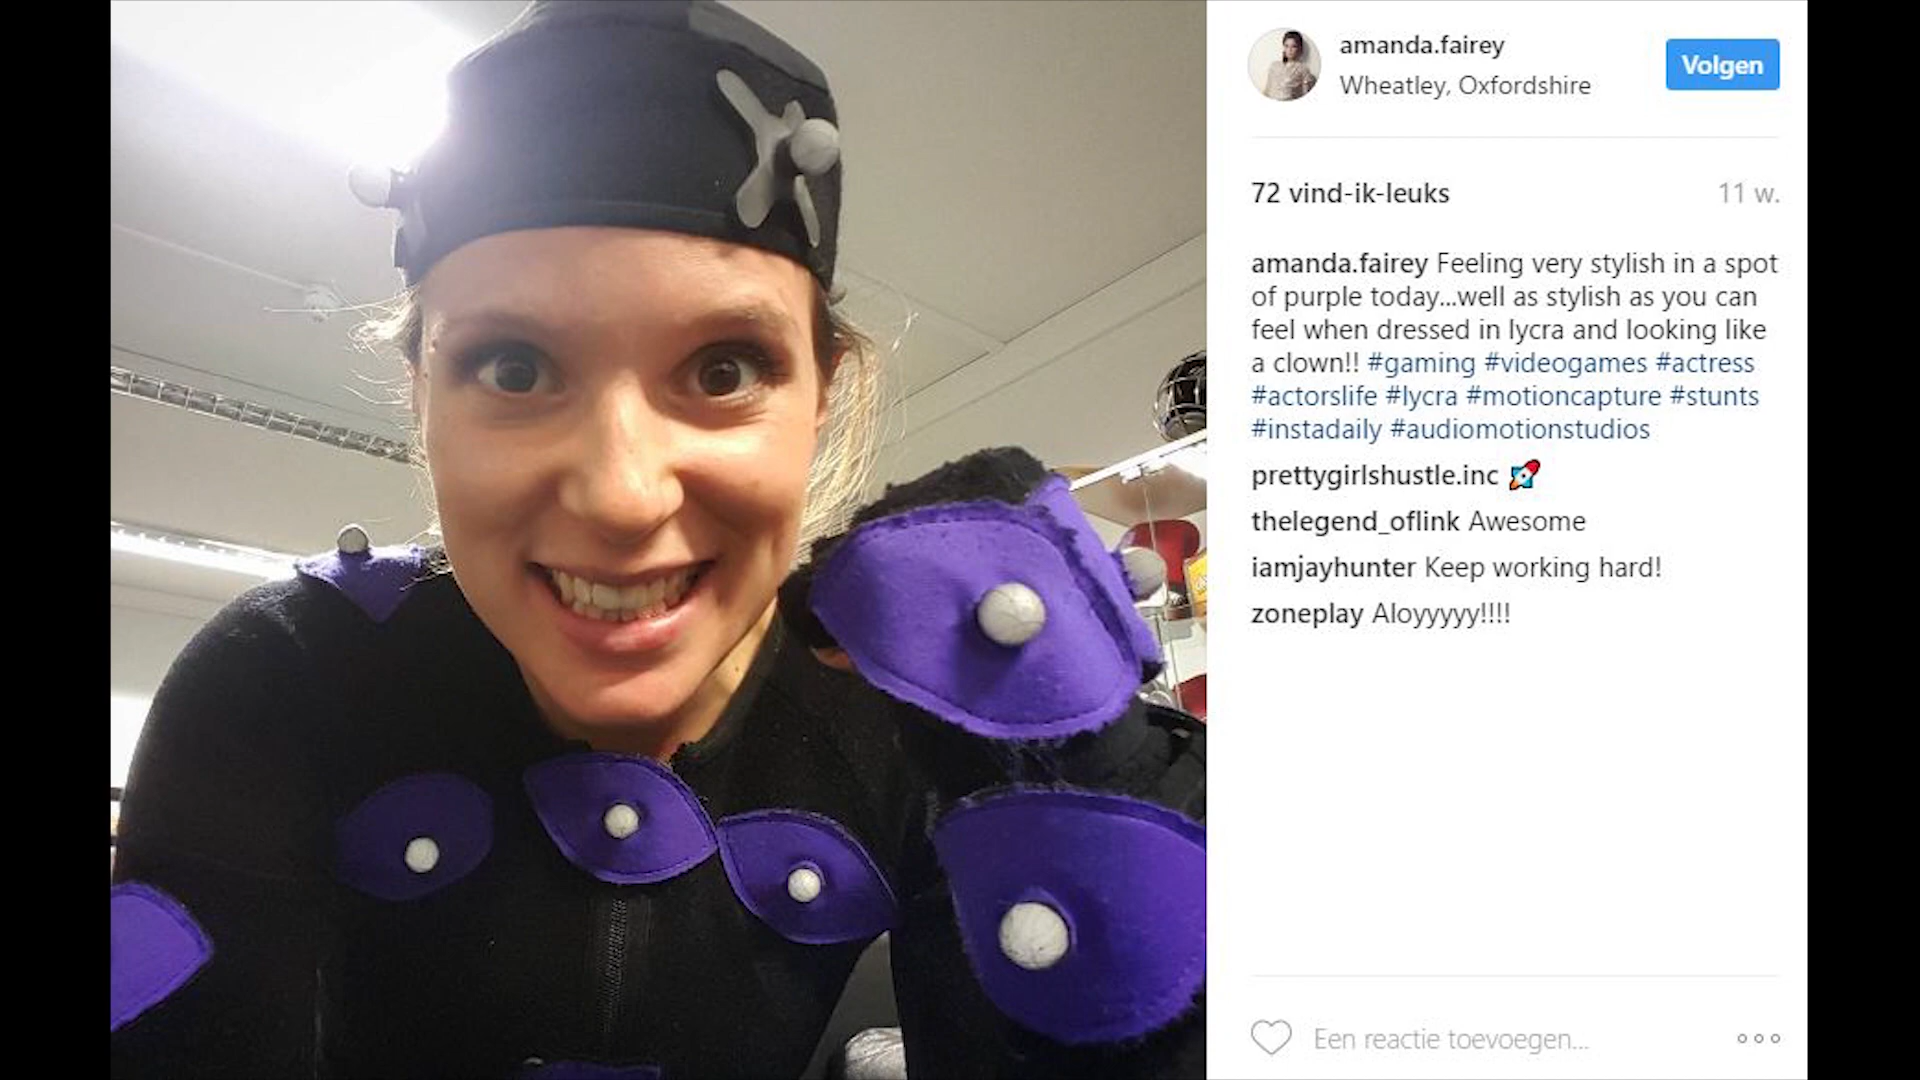 amanda.fairey
Wheatley, Oxfordshire
Volgen
72 vind-ik-leuks
11 w.
amanda.fairey Feeling very stylish in a spot
of purple today...well as stylish as you can
feel when dressed in lycra and looking like
a clown!! #gaming #videogames #actress
#actorslife #lycra #motioncapture #stunts
#instadaily #audiomotionstudios
prettygirlshustle.inc 🚀
thelegend_oflink Awesome
iamjayhunter Keep working hard!
zoneplay Aloyyyyy!!!!
Een reactie toevoegen...